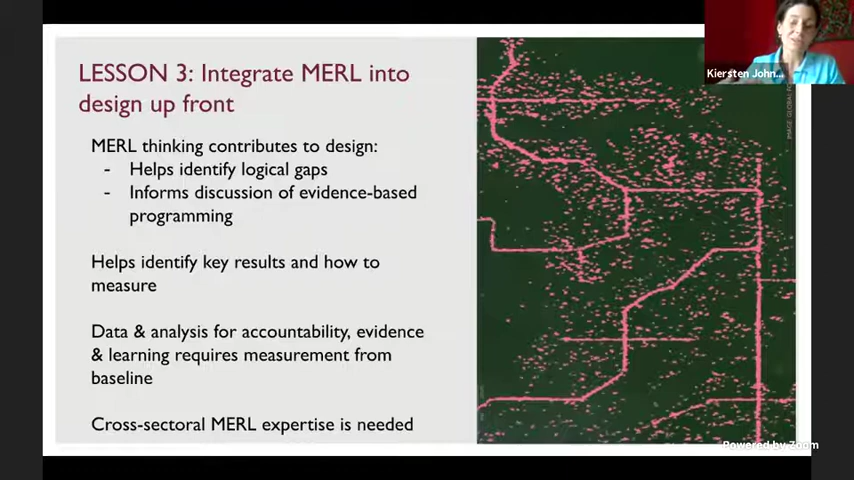 LESSON 3: Integrate MERL into
design up front
MERL thinking contributes to design:
- Helps identify logical gaps
- Informs discussion of evidence-based
programming
Helps identify key results and how to
measure
Data & analysis for accountability, evidence
& learning requires measurement from
baseline
Cross-sectoral MERL expertise is needed
Kiersten John...
IMAGE: GLOBAL
Powered by Zoom